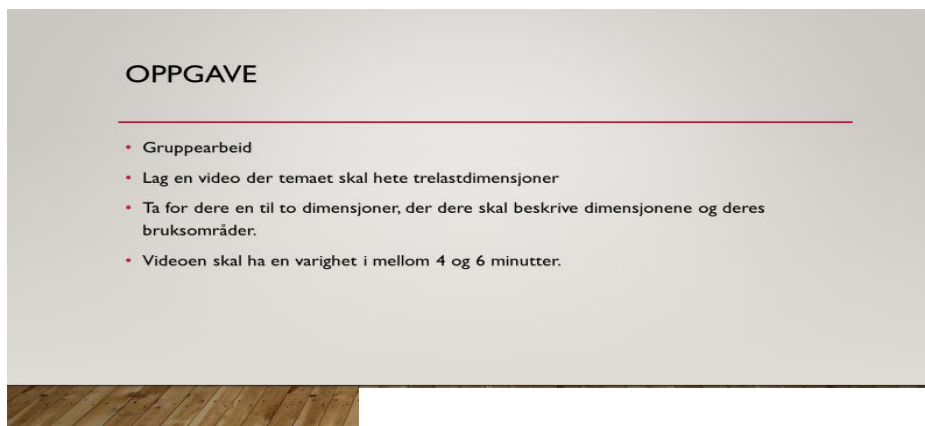 OPPGAVE
• Gruppearbeid
• Lag en video der temaet skal hete trelastdimensjoner
• Ta for dere en til to dimensjoner, der dere skal beskrive dimensjonene og deres
bruksområder.
• Videoen skal ha en varighet i mellom 4 og 6 minutter.